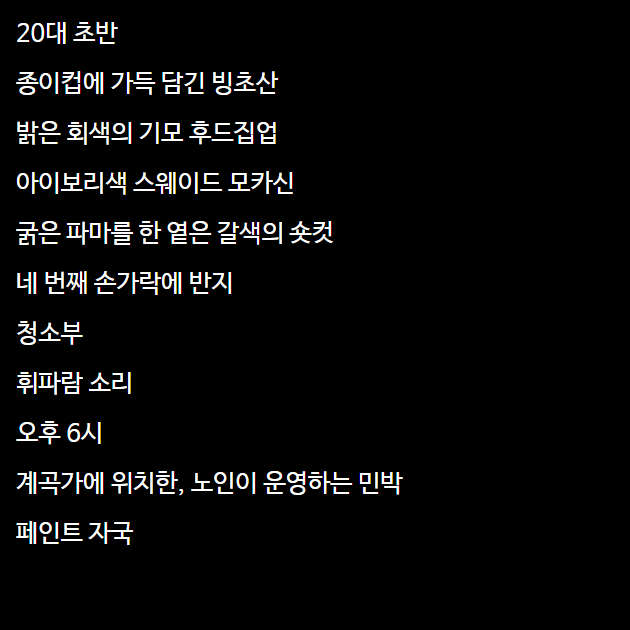 20대 초반
종이컵에 가득 담긴 빙초산
밝은 회색의 기모 후드집업
아이보리색 스웨이드 모카신
굵은 파마를 한 옅은 갈색의 숏컷
네 번째 손가락에 반지
청소부
휘파람 소리
오후 6시
계곡가에 위치한, 노인이 운영하는 민박
페인트 자국